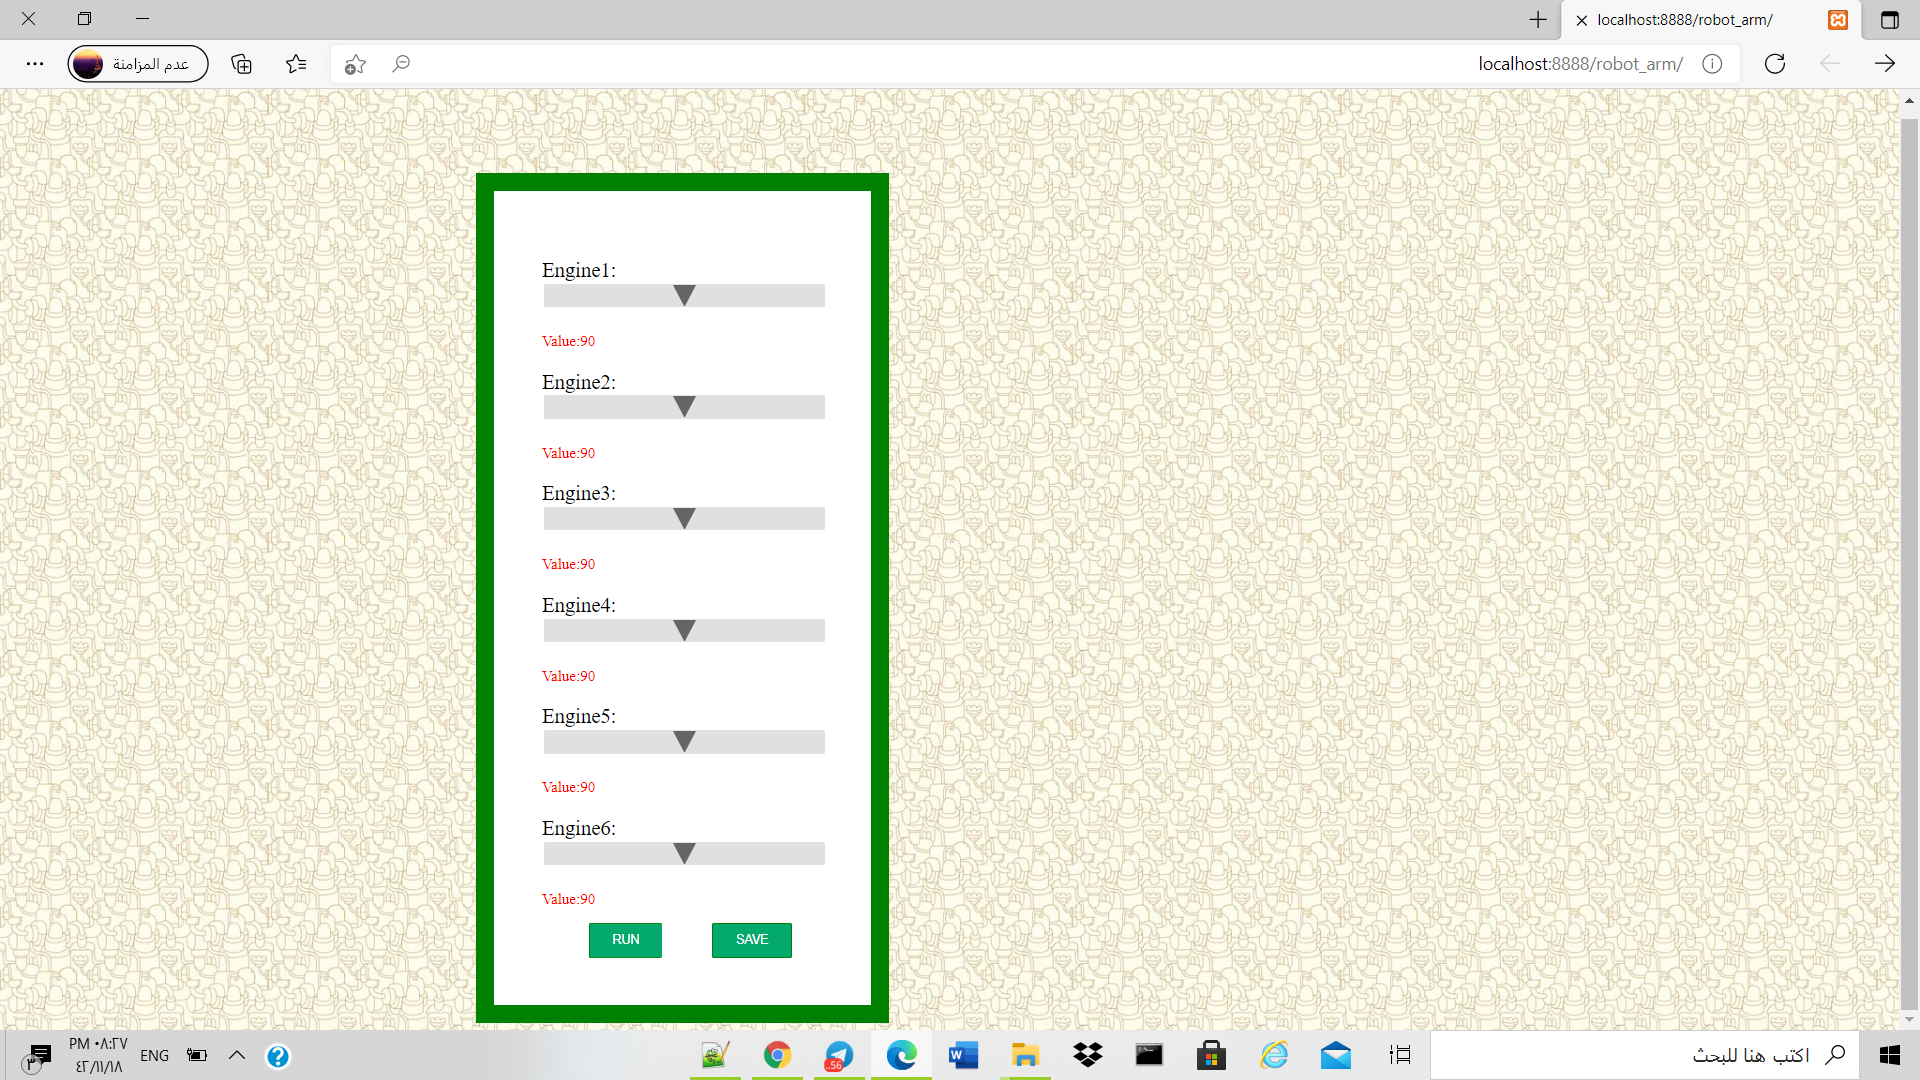 localhost:8888/robot_arm/
عدم المزامنة
localhost:8888/robot_arm/
Engine1:
Value:90
Engine2:
Value:90
Engine3:
Value:90
Engine4:
Value:90
Engine5:
Value:90
Engine6:
Value:90
RUN
SAVE
PM ٠٨:٢٧
٤٢/١١/١٨
ENG
٣
..56
اكتب هنا للبحث